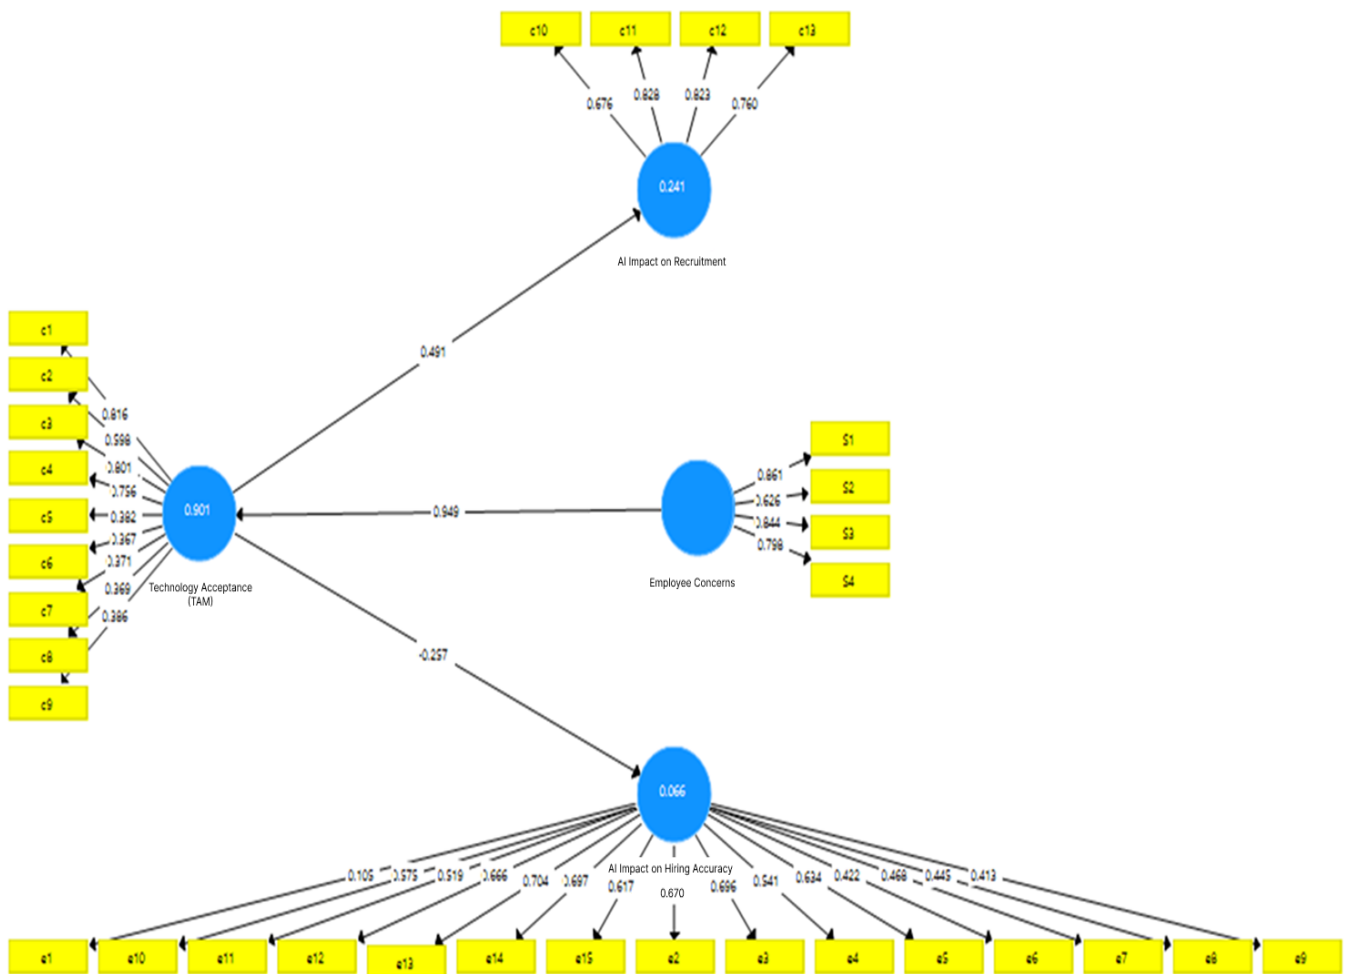 c10
c11
c12
c13
0.676
0.828
0.823
0.760
0.241
AI Impact on Recruitment
0.491
c1
c2
c3
c4
c5
c6
c7
c8
c9
0.816
0.598
0.801
0.756
0.382
0.367
0.371
0.369
0.386
0.901
Technology Acceptance
(TAM)
0.949
Employee Concerns
0.861
0.626
0.844
0.798
S1
S2
S3
S4
-0.257
0.066
AI Impact on Hiring Accuracy
0.105
0.575
0.519
0.666
0.704
0.697
0.617
0.670
0.696
0.541
0.634
0.422
0.468
0.445
0.413
e1
e10
e11
e12
e13
e14
e15
e2
e3
e4
e5
e6
e7
e8
e9